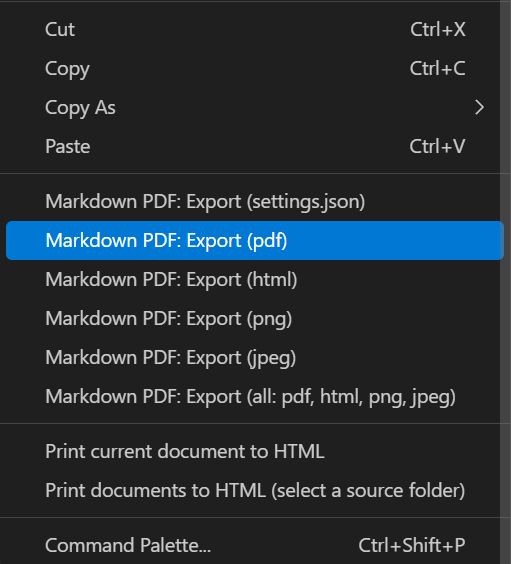 Cut Ctrl+X
Copy Ctrl+C
Copy As
Paste Ctrl+V
Markdown PDF: Export (settings.json)
Markdown PDF: Export (pdf)
Markdown PDF: Export (html)
Markdown PDF: Export (png)
Markdown PDF: Export (jpeg)
Markdown PDF: Export (all: pdf, html, png, jpeg)
Print current document to HTML
Print documents to HTML (select a source folder)
Command Palette... Ctrl+Shift+P